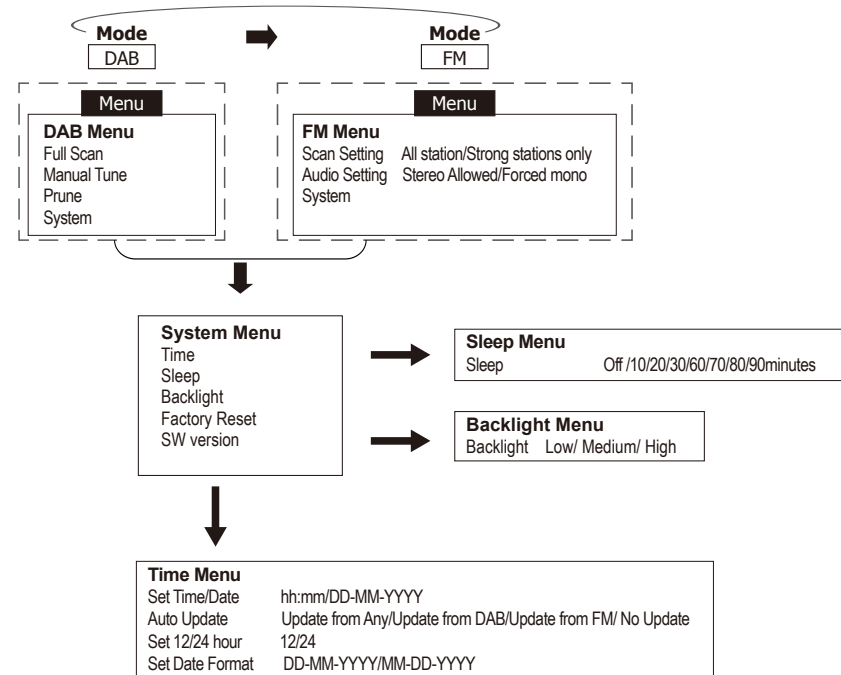 Mode Mode
DAB FM
Menu
DAB Menu
Full Scan
Manual Tune
Prune
System
Menu
FM Menu
Scan Setting All station/Strong stations only
Audio Setting Stereo Allowed/Forced mono
System
System Menu
Time
Sleep
Backlight
Factory Reset
SW version
Sleep Menu
Sleep Off /10/20/30/60/70/80/90minutes
Backlight Menu
Backlight Low/ Medium/ High
Time Menu
Set Time/Date hh:mm/DD-MM-YYYY
Auto Update Update from Any/Update from DAB/Update from FM/ No Update
Set 12/24 hour 12/24
Set Date Format DD-MM-YYYY/MM-DD-YYYY